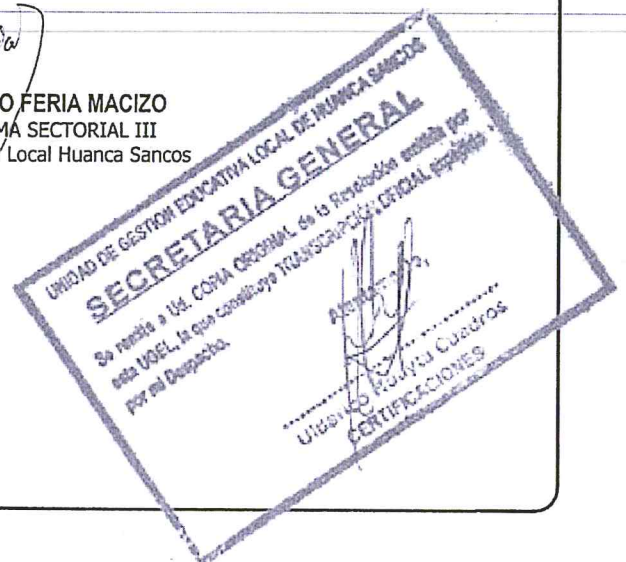 O FERIA MACIZO
MA SECTORIAL III
Local Huanca Sancos
UNIDAD DE GESTION EDUCATIVA LOCAL DE HUANCA SANCOS
SECRETARIA GENERAL
Se remite a Ud. COPIA ORIGINAL de la Resolución emitida por
esta UGEL, la que constituye TRANSCRIPCIÓN OFICIAL
por mi Despacho.
Cuadros
CERTIFICACIONES